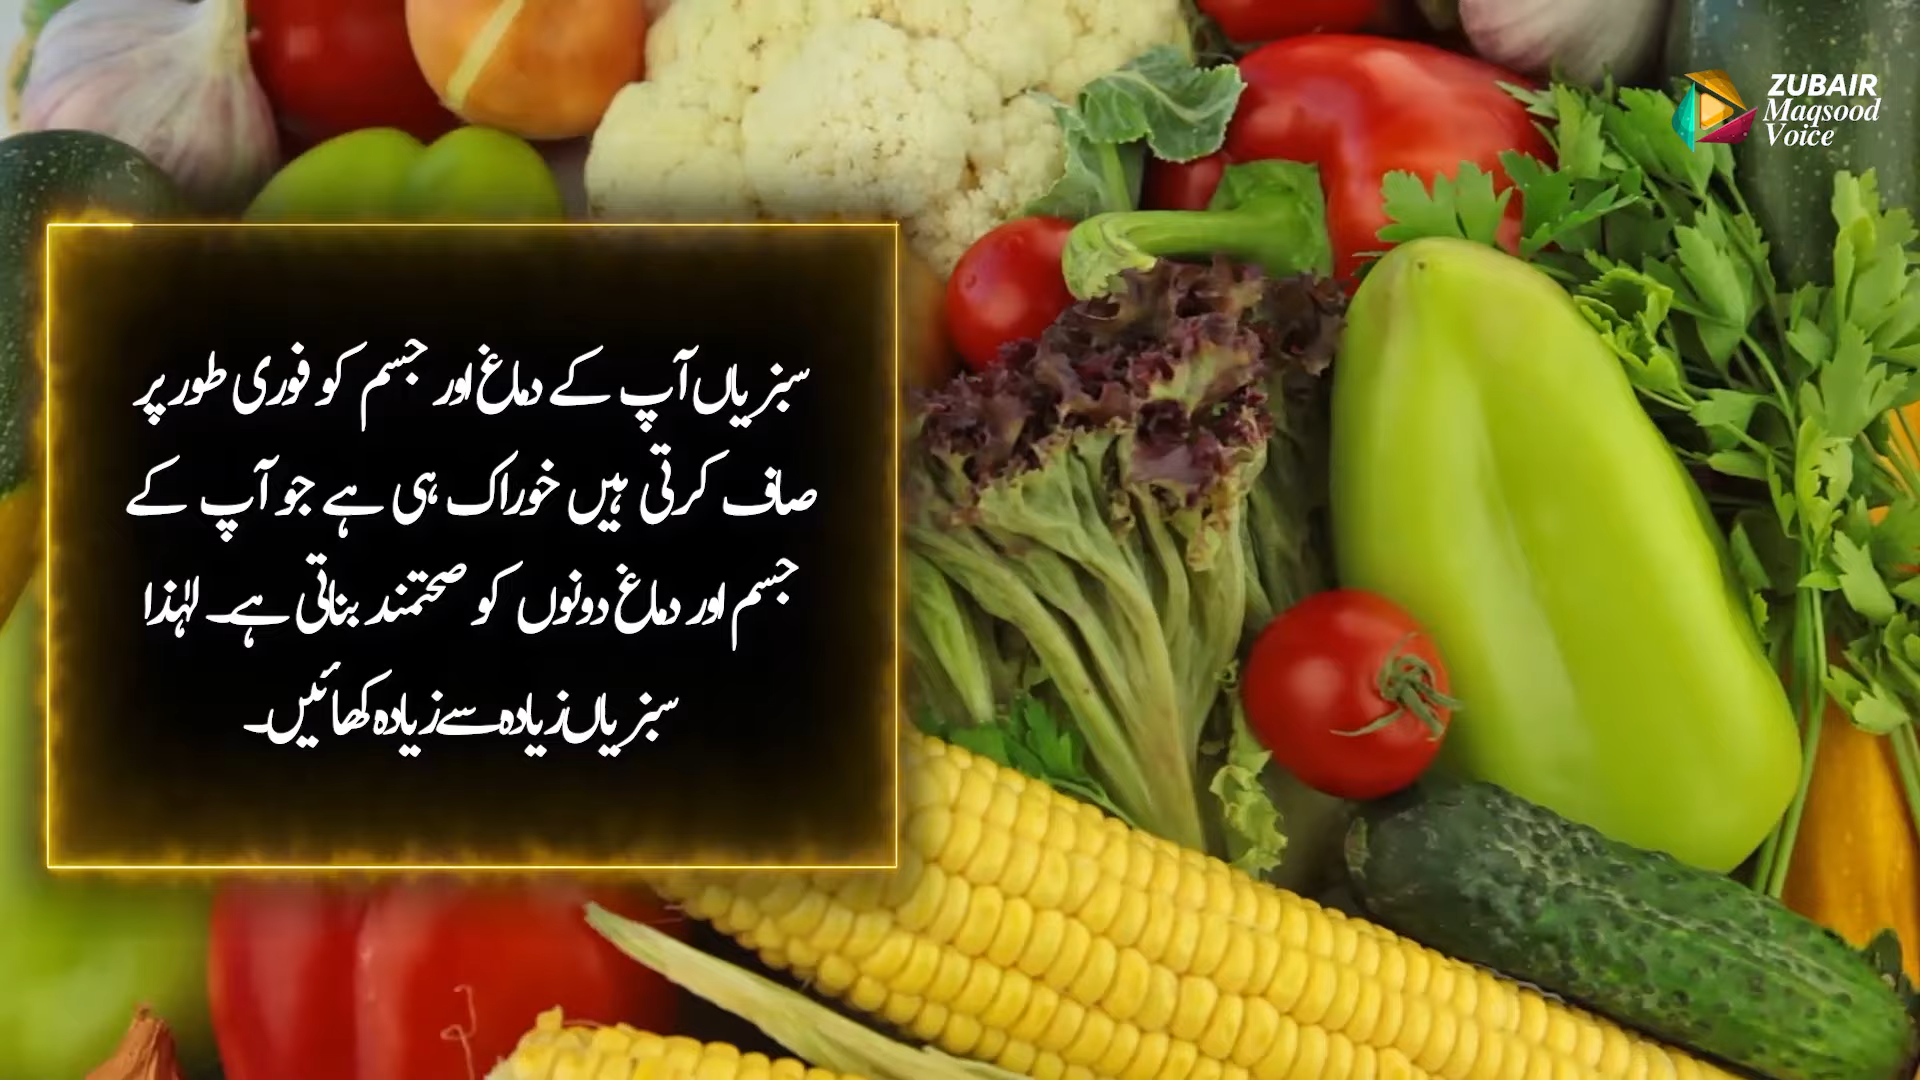 سبزیاں آپ کے دماغ اور جسم کو فوری طور پر
صاف کرتی ہیں خوراک ہی ہے جو آپ کے
جسم اور دماغ دونوں کو صحتمند بناتی ہے۔ لہٰذا
سبزیاں زیادہ سے زیادہ کھائیں۔
ZUBAIR
Maqsood
Voice